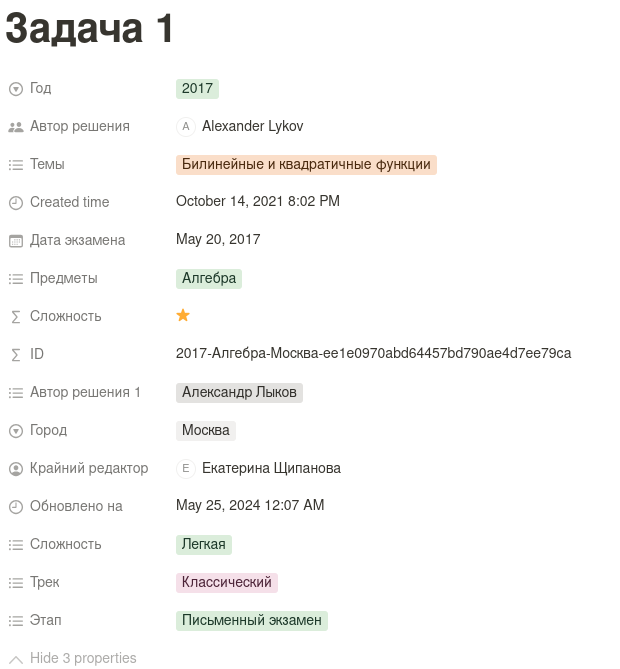 Задача 1
Год 2017
Автор решения A Alexander Lykov
Темы Билинейные и квадратичные функции
Created time October 14, 2021 8:02 PM
Дата экзамена May 20, 2017
Предметы Алгебра
Сложность
ID 2017-Алгебра-Москва-ee1e0970abd64457bd790ae4d7ee79ca
Автор решения 1 Александр Лыков
Город Москва
Крайний редактор E Екатерина Щипанова
Обновлено на May 25, 2024 12:07 AM
Сложность Легкая
Трек Классический
Этап Письменный экзамен
Hide 3 properties